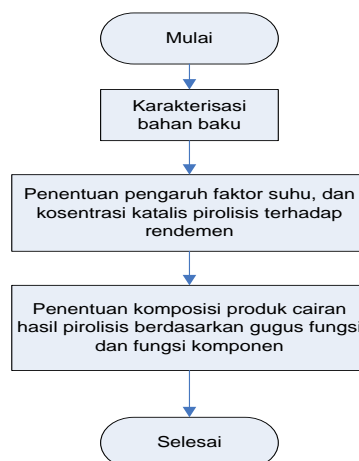 Mulai
Karakterisasi
bahan baku
Penentuan pengaruh faktor suhu, dan
kosentrasi katalis pirolisis terhadap
rendemen
Penentuan komposisi produk cairan
hasil pirolisis berdasarkan gugus fungsi
dan fungsi komponen
Selesai